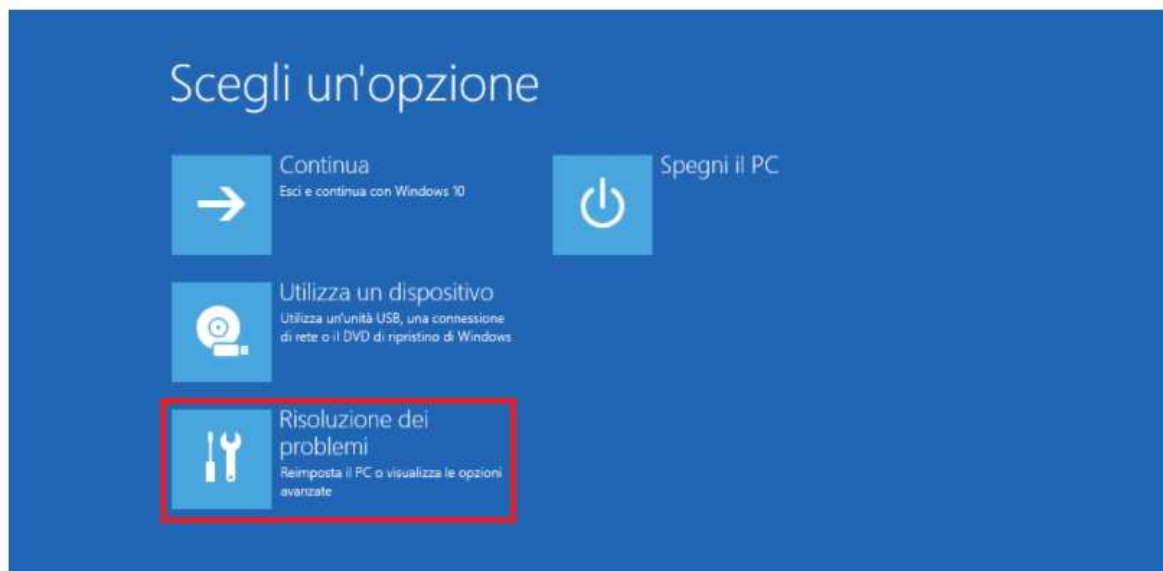 Scegli un'opzione
Continua
Esci e continua con Windows 10
Spegni il PC
Utilizza un dispositivo
Utilizza un'unità USB, una connessione
di rete o il DVD di ripristino di Windows
Risoluzione dei
problemi
Reimposta il PC o visualizza le opzioni
avanzate